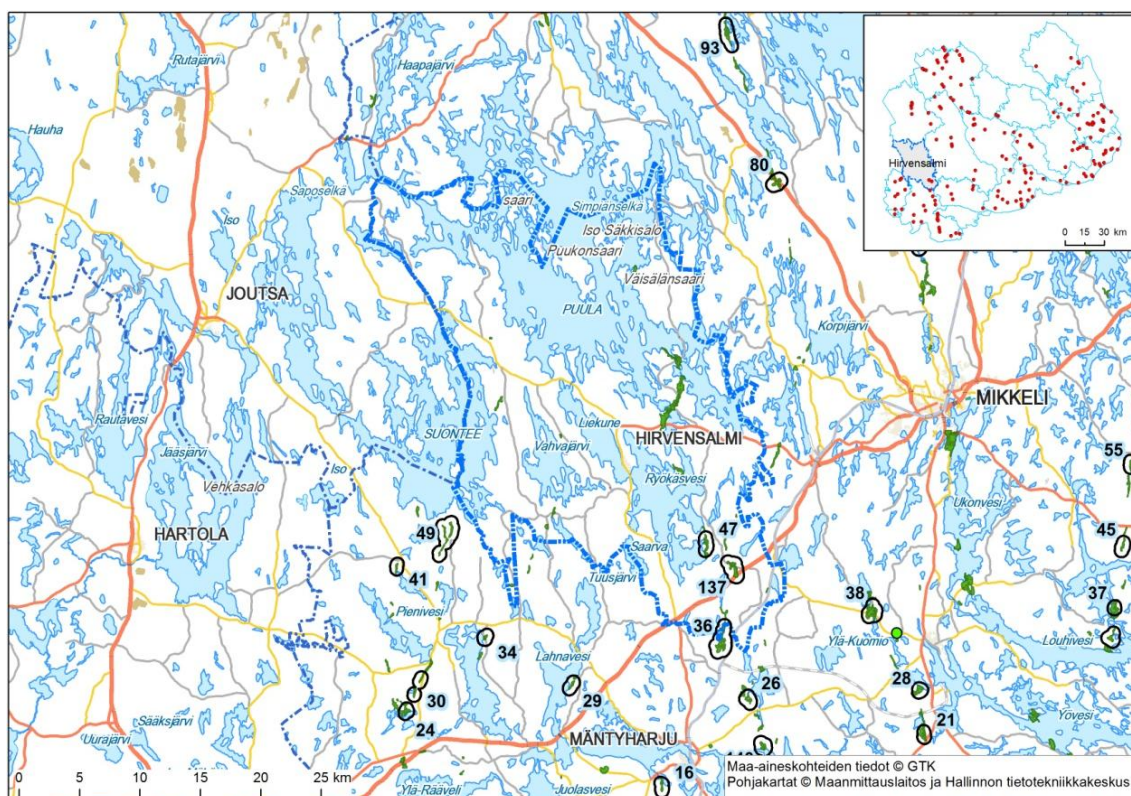 93
Rutajärvi
Haapajärvi
Hauha
80
Hirvensalmi
0 15 30 km
Saposelkä
saari
Simpianselkä
Iso
Iso Säkkisalo
Puukonsaari
Väisälänsaari
JOUTSA
PUULA
Korpijärvi
MIKKELI
Rautavesi
SUONTEE
Liekune
HIRVENSALMI
Jääsjärvi
Vahvajärvi
Iso
Vehkasalo
Ryökäsvesi
55
Ukonvesi
HARTOLA
49
47
45
Saarva
41
Tuusjärvi
137
Pienivesi
38
37
36
34
Ylä-Kuomio
Louhivesi
Lahnavesi
30
29
26
28
24
Sääksjärvi
Yövesi
Uurajärvi
21
MÄNTYHARJU
0 5 10 15 20 25 km
16
Ylä-Rääveli
Juolasvesi
Maa-aineskohteiden tiedot © GTK
Pohjakartat © Maanmittauslaitos ja Hallinnon tietotekniikkakeskus